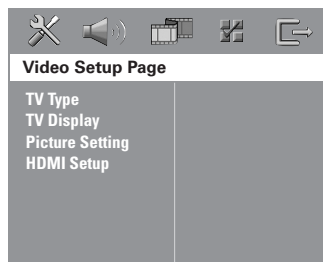 Video Setup Page
TV Type
TV Display
Picture Setting
HDMI Setup